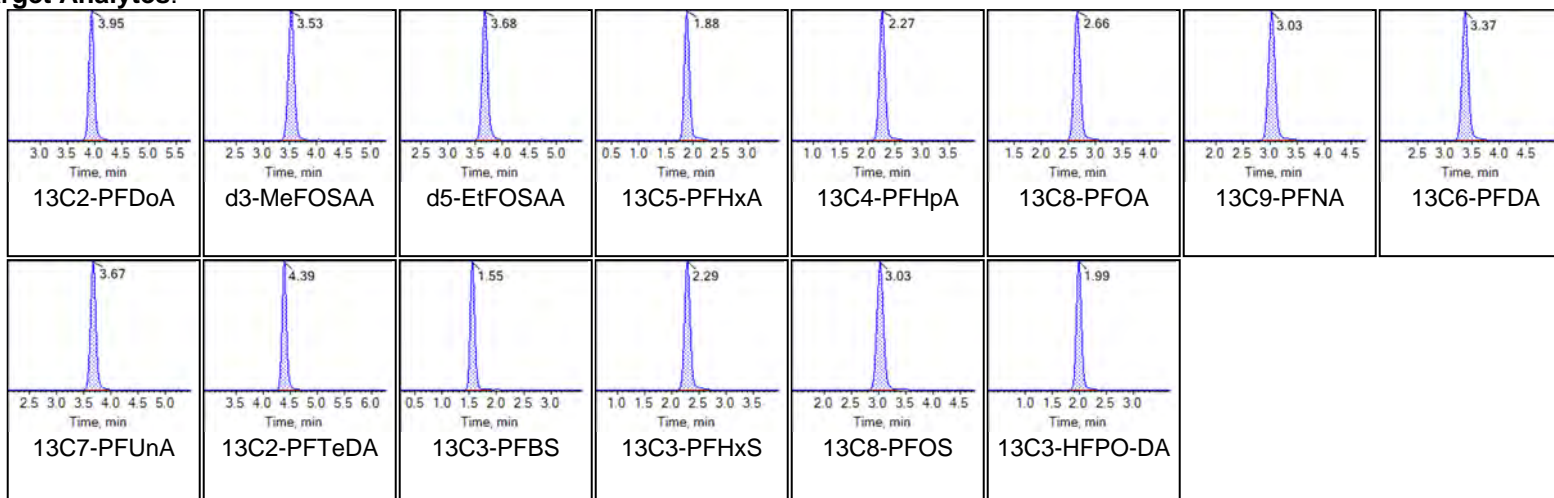 rget Analytes:
3.95 3.53 3.68 1.88 2.27 2.66 3.03 3.37
3.0 3.5 4.0 4.5 5.0 5.5 2.5 3.0 3.5 4.0 4.5 5.0 2.5 3.0 3.5 4.0 4.5 5.0 0.5 1.0 1.5 2.0 2.5 3.0 1.0 1.5 2.0 2.5 3.0 3.5 1.5 2.0 2.5 3.0 3.5 4.0 2.0 2.5 3.0 3.5 4.0 4.5 2.5 3.0 3.5 4.0 4.5
Time, min Time, min Time, min Time, min Time, min Time, min Time, min Time, min
13C2-PFDoA d3-MeFOSAA d5-EtFOSAA 13C5-PFHxA 13C4-PFHpA 13C8-PFOA 13C9-PFNA 13C6-PFDA
3.67 4.39 1.55 2.29 3.03 1.99
2.5 3.0 3.5 4.0 4.5 5.0 3.5 4.0 4.5 5.0 5.5 6.0 0.5 1.0 1.5 2.0 2.5 3.0 1.0 1.5 2.0 2.5 3.0 3.5 2.0 2.5 3.0 3.5 4.0 4.5 1.0 1.5 2.0 2.5 3.0
Time, min Time, min Time, min Time, min Time, min Time, min
13C7-PFUnA 13C2-PFTeDA 13C3-PFBS 13C3-PFHxS 13C8-PFOS 13C3-HFPO-DA